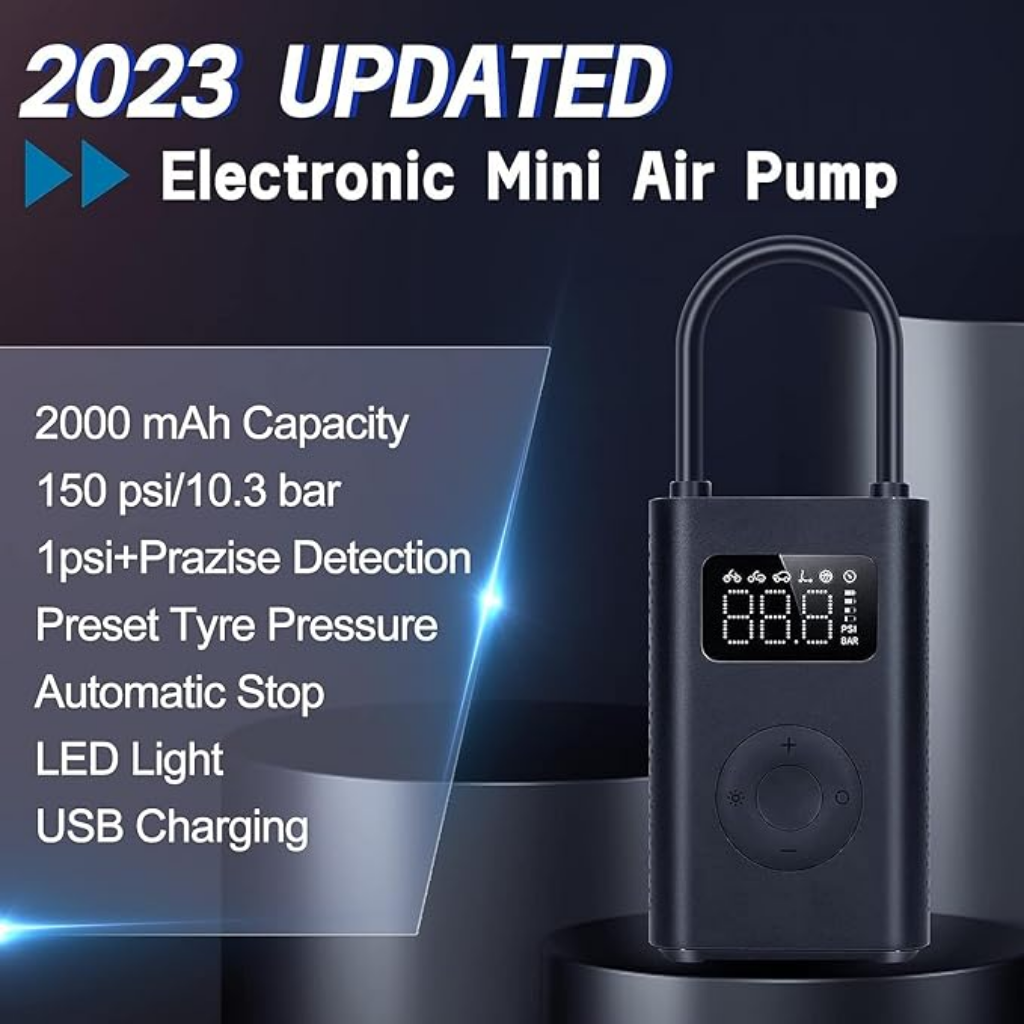 2023 UPDATED
Electronic Mini Air Pump
2000 mAh Capacity
150 psi/10.3 bar
1psi+Prazise Detection
Preset Tyre Pressure
Automatic Stop
LED Light
USB Charging
88.8
PSI
BAR